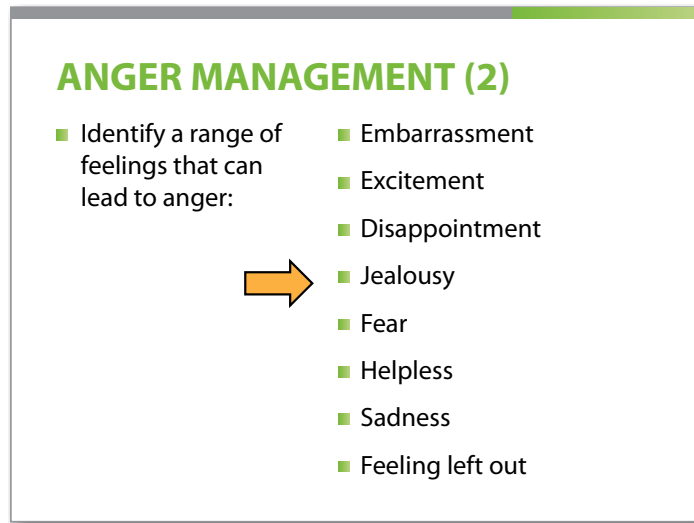 ANGER MANAGEMENT (2)
Identify a range of
feelings that can
lead to anger:
Embarrassment
Excitement
Disappointment
Jealousy
Fear
Helpless
Sadness
Feeling left out